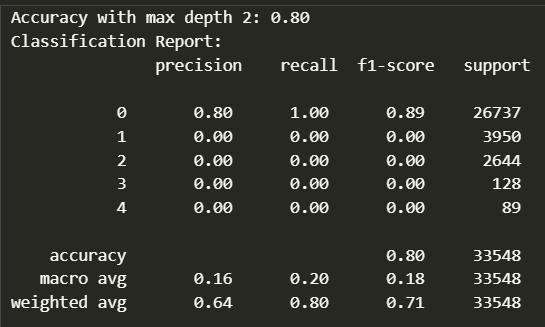 Accuracy with max depth 2: 0.80
Classification Report:
precision recall f1-score support
0 0.80 1.00 0.89 26737
1 0.00 0.00 0.00 3950
2 0.00 0.00 0.00 2644
3 0.00 0.00 0.00 128
4 0.00 0.00 0.00 89
accuracy 0.80 33548
macro avg 0.16 0.20 0.18 33548
weighted avg 0.64 0.80 0.71 33548